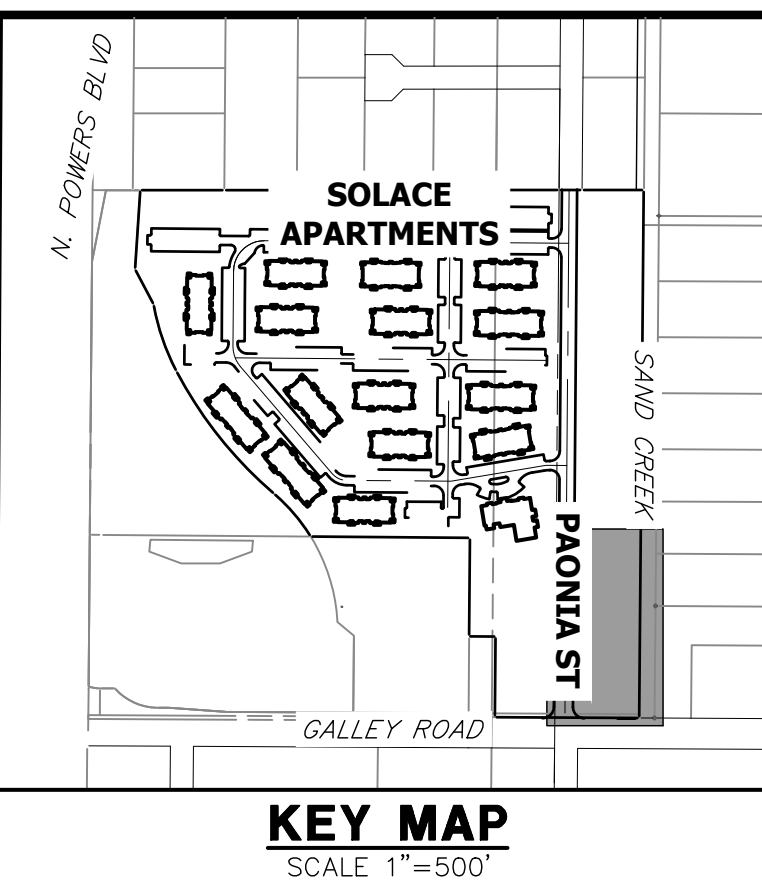 N. POWERS BLVD
SOLACE
APARTMENTS
SAND CREEK
PAONIA ST
GALLEY ROAD
KEY MAP
SCALE 1"=500'